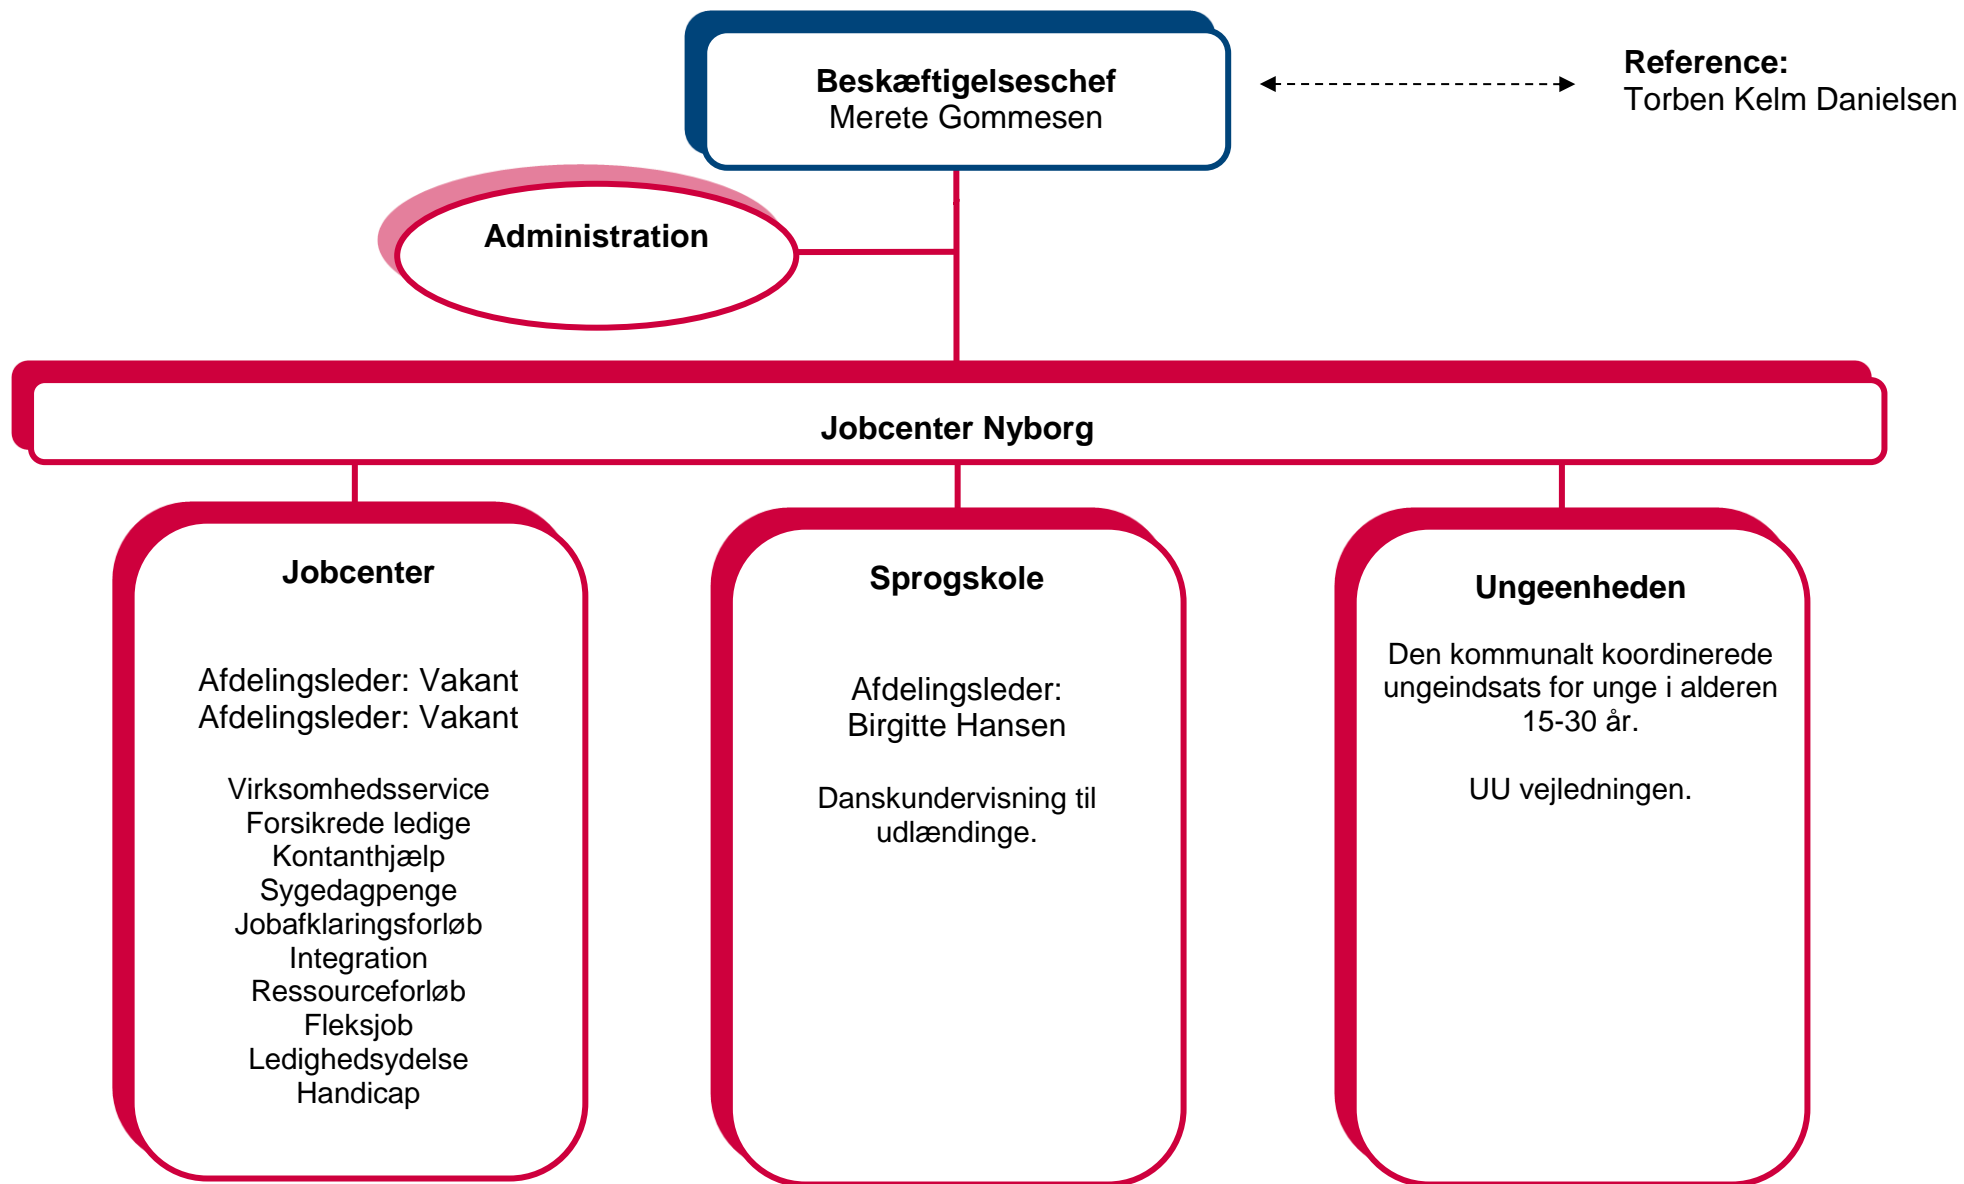 Beskæftigelseschef
Merete Gommesen
Reference:
Torben Kelm Danielsen
Administration
Jobcenter Nyborg
Jobcenter
Afdelingsleder: Vakant
Afdelingsleder: Vakant
Virksomhedsservice
Forsikrede ledige
Kontanthjælp
Sygedagpenge
Jobafklaringsforløb
Integration
Ressourceforløb
Fleksjob
Ledighedsydelse
Handicap
Sprogskole
Afdelingsleder:
Birgitte Hansen
Danskundervisning til
udlændinge.
Ungeenheden
Den kommunalt koordinerede
ungeindsats for unge i alderen
15-30 år.
UU vejledningen.